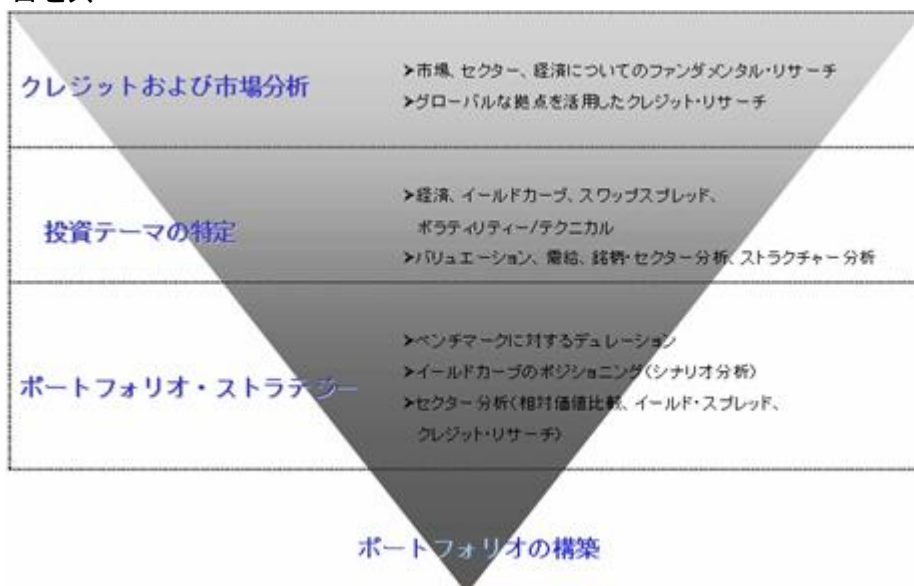 クレジットおよび市場分析
➤市場、セクター、経済についてのファンダメンタル・リサーチ
➤グローバルな拠点を活用したクレジット・リサーチ
投資テーマの特定
➤経済、イールドカーブ、スワップスプレッド、
ボラティリティー/テクニカル
➤バリュエーション、需給、銘柄・セクター分析、ストラクチャー分析
ポートフォリオ・ストラテジー
➤ベンチマークに対するデュレーション
➤イールドカーブのポジショニング(シナリオ分析)
➤セクター分析(相対価値比較、イールド・スプレッド、
クレジット・リサーチ)
ポートフォリオの構築